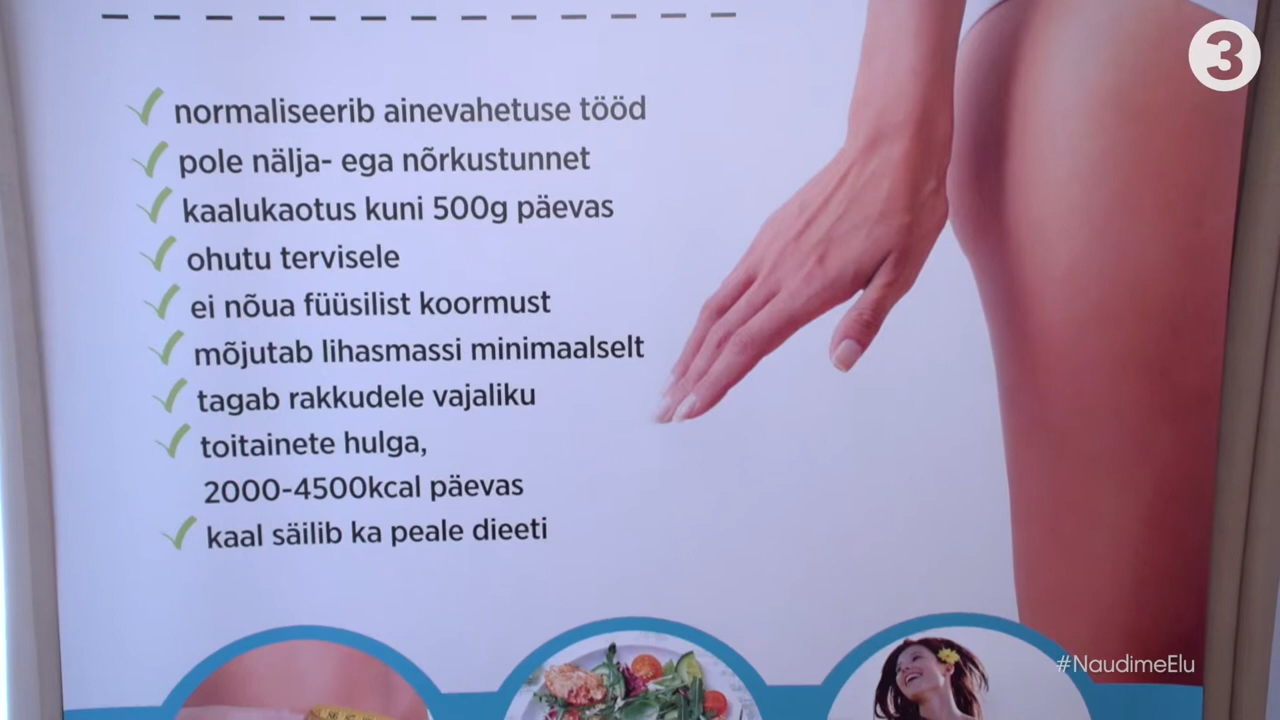 3
normaliseerib ainevahetuse tööd
pole nälja- ega nõrkustunnet
kaalukaotus kuni 500g päevas
ohutu tervisele
ei nõua füüsilist koormust
mõjutab lihasmassi minimaalselt
tagab rakkudele vajaliku
toitainete hulga,
2000-4500kcal päevas
kaal säilib ka peale dieeti
#NaudimeElu